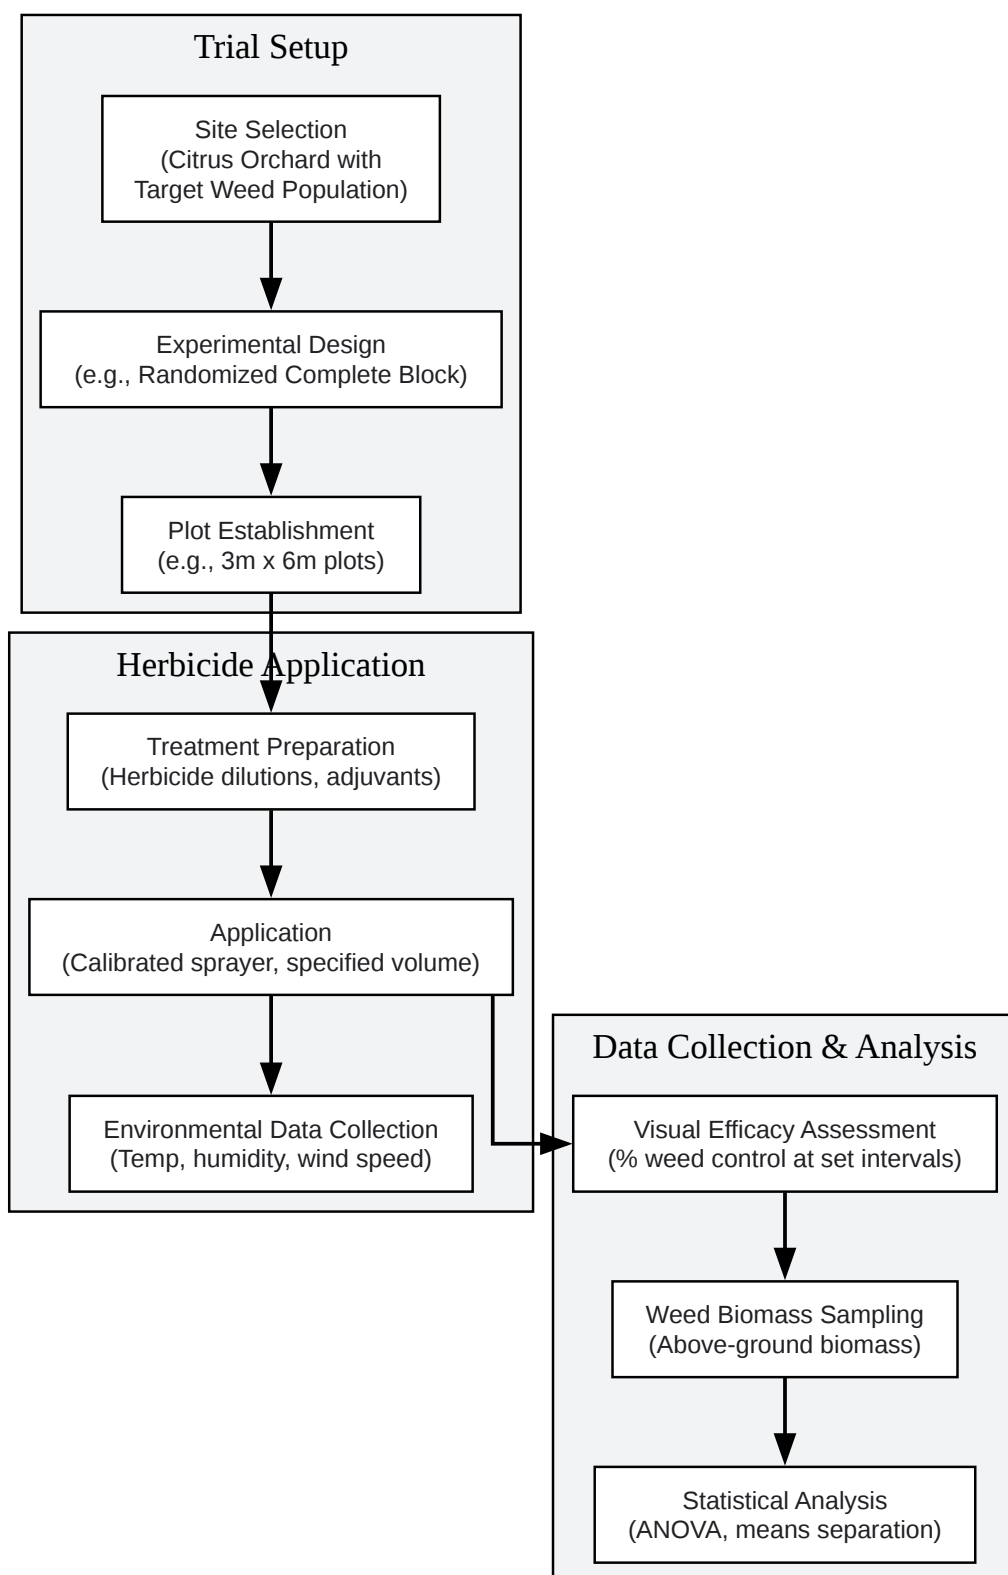 Trial Setup
Site Selection
(Citrus Orchard with
Target Weed Population)
Experimental Design
(e.g., Randomized Complete Block)
Plot Establishment
(e.g., 3m x 6m plots)
Herbicide Application
Treatment Preparation
(Herbicide dilutions, adjuvants)
Application
(Calibrated sprayer, specified volume)
Environmental Data Collection
(Temp, humidity, wind speed)
Data Collection & Analysis
Visual Efficacy Assessment
(% weed control at set intervals)
Weed Biomass Sampling
(Above-ground biomass)
Statistical Analysis
(ANOVA, means separation)